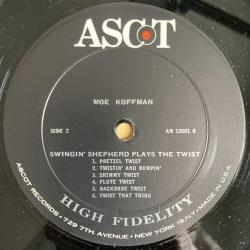 ASCOT
MOE KOFFMAN
SIDE 2
AM 13001 B
SWINGIN' SHEPHERD PLAYS THE TWIST
1. PRETZEL TWIST
2. TWISTIN' AND BUMPIN'
3. SHIMMY TWIST
4. FLUTE TWIST
5. BACKBONE TWIST
6. TWIST THAT THING
HIGH FIDELITY
ASCOT RECORDS • 729 7TH AVENUE • NEW YORK 19, N.Y. • MADE IN U.S.A.